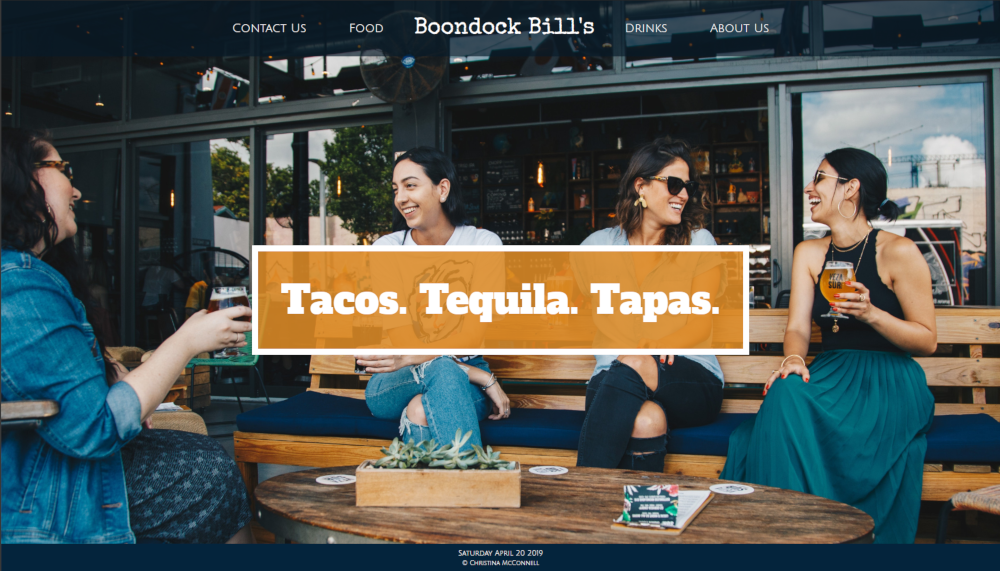 Contact Us Food Boondock Bill's Drinks About Us
Tacos. Tequila. Tapas.
Saturday April 20 2019
© Christina McConnell